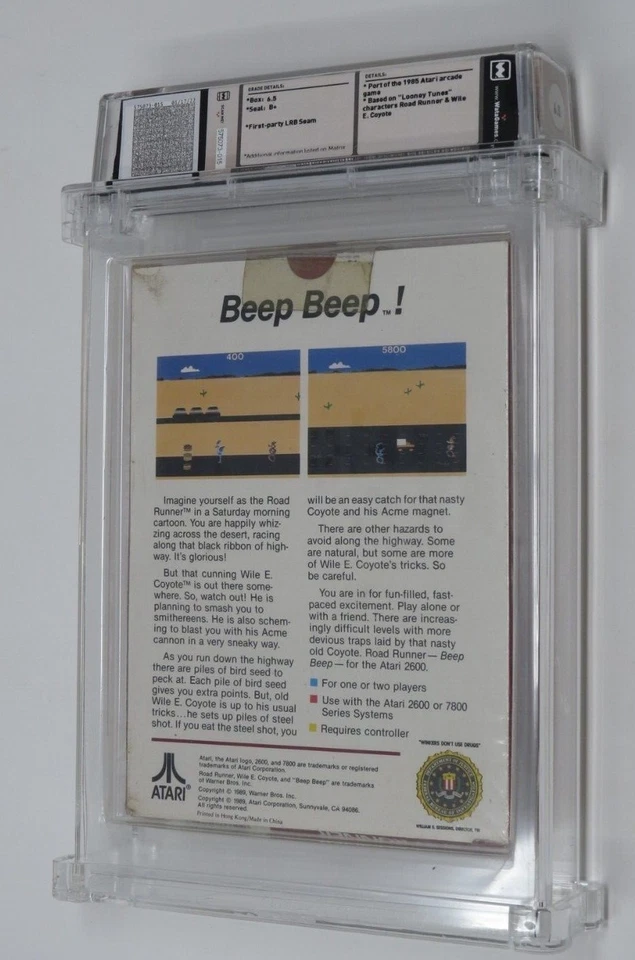 GRADE DETAILS:
*Box: 6.5
*Seal: B+
*First-party LRB Seam
*Additional information listed on
DETAILS:
* Port of the 1985 Atari arcade
game
* Based on "Looney Tunes"
characters Road Runner & Wile
E. Coyote
Beep Beep™!
400
5800
Imagine yourself as the Road
Runner™ in a Saturday morning
cartoon. You are happily whiz-
zing across the desert, racing
along that black ribbon of high-
way. It's glorious!
But that cunning Wile E.
Coyote™ is out there some-
where. So, watch out! He is
planning to smash you to
smithereens. He is also schem-
ing to blast you with his Acme
cannon in a very sneaky way.
As you run down the highway
there are piles of bird seed to
peck at. Each pile of bird seed
gives you extra points. But, old
Wile E. Coyote is up to his usual
tricks...he sets up piles of steel
shot. If you eat the steel shot, you
will be an easy catch for that nasty
Coyote and his Acme magnet.
There are other hazards to
avoid along the highway. Some
are natural, but some are more
of Wile E. Coyote's tricks. So
be careful.
You are in for fun-filled, fast-
paced excitement. Play alone or
with a friend. There are increas-
ingly difficult levels with more
devious traps laid by that nasty
old Coyote. Road Runner—Beep
Beep—for the Atari 2600.
For one or two players
Use with the Atari 2600 or 7800
Series Systems
Requires controller
ATARI®
Atari, the Atari logo, 2600, and 7800 are trademarks or registered
trademarks of Atari Corporation.
Road Runner, Wile E. Coyote, and "Beep Beep" are trademarks
of Warner Bros. Inc.
Copyright © 1989, Warner Bros. Inc.
Copyright © 1989, Atari Corporation, Sunnyvale, CA 94086.
All rights reserved.
Printed in Hong Kong/Made in China
"WINNERS DON'T USE DRUGS"
WILLIAM S. SESSIONS, DIRECTOR, FBI